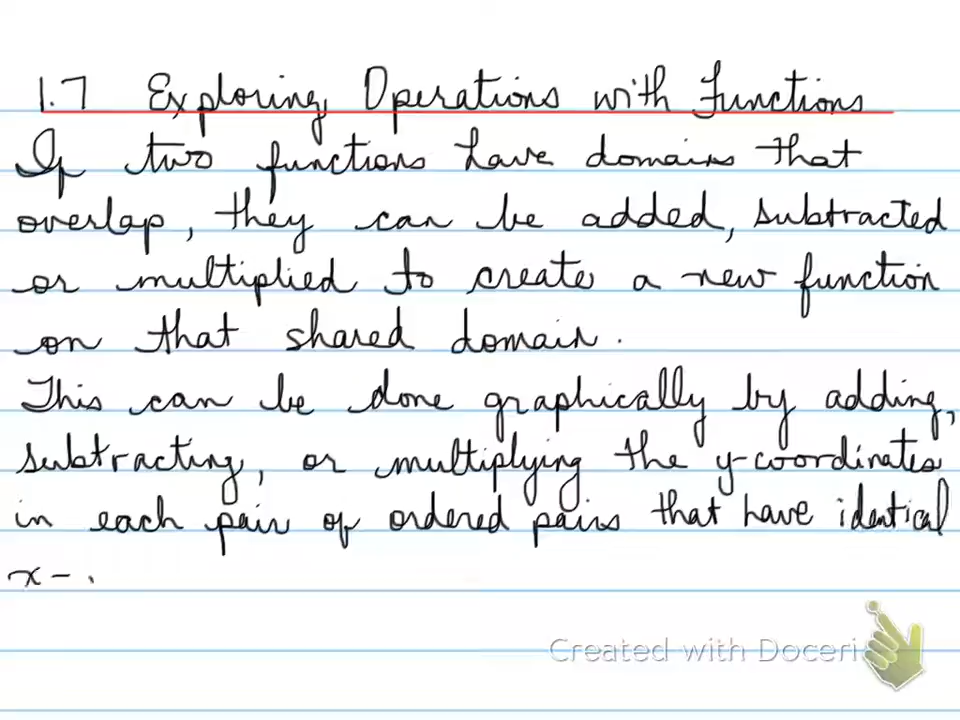 1.7 Exploring Operations with Functions
If two functions have domains that
overlap, they can be added, subtracted
or multiplied to create a new function
on that shared domain.
This can be done graphically by adding,
subtracting, or multiplying the y-coordinates
in each pair of ordered pairs that have identical
x-
Created with Doceri